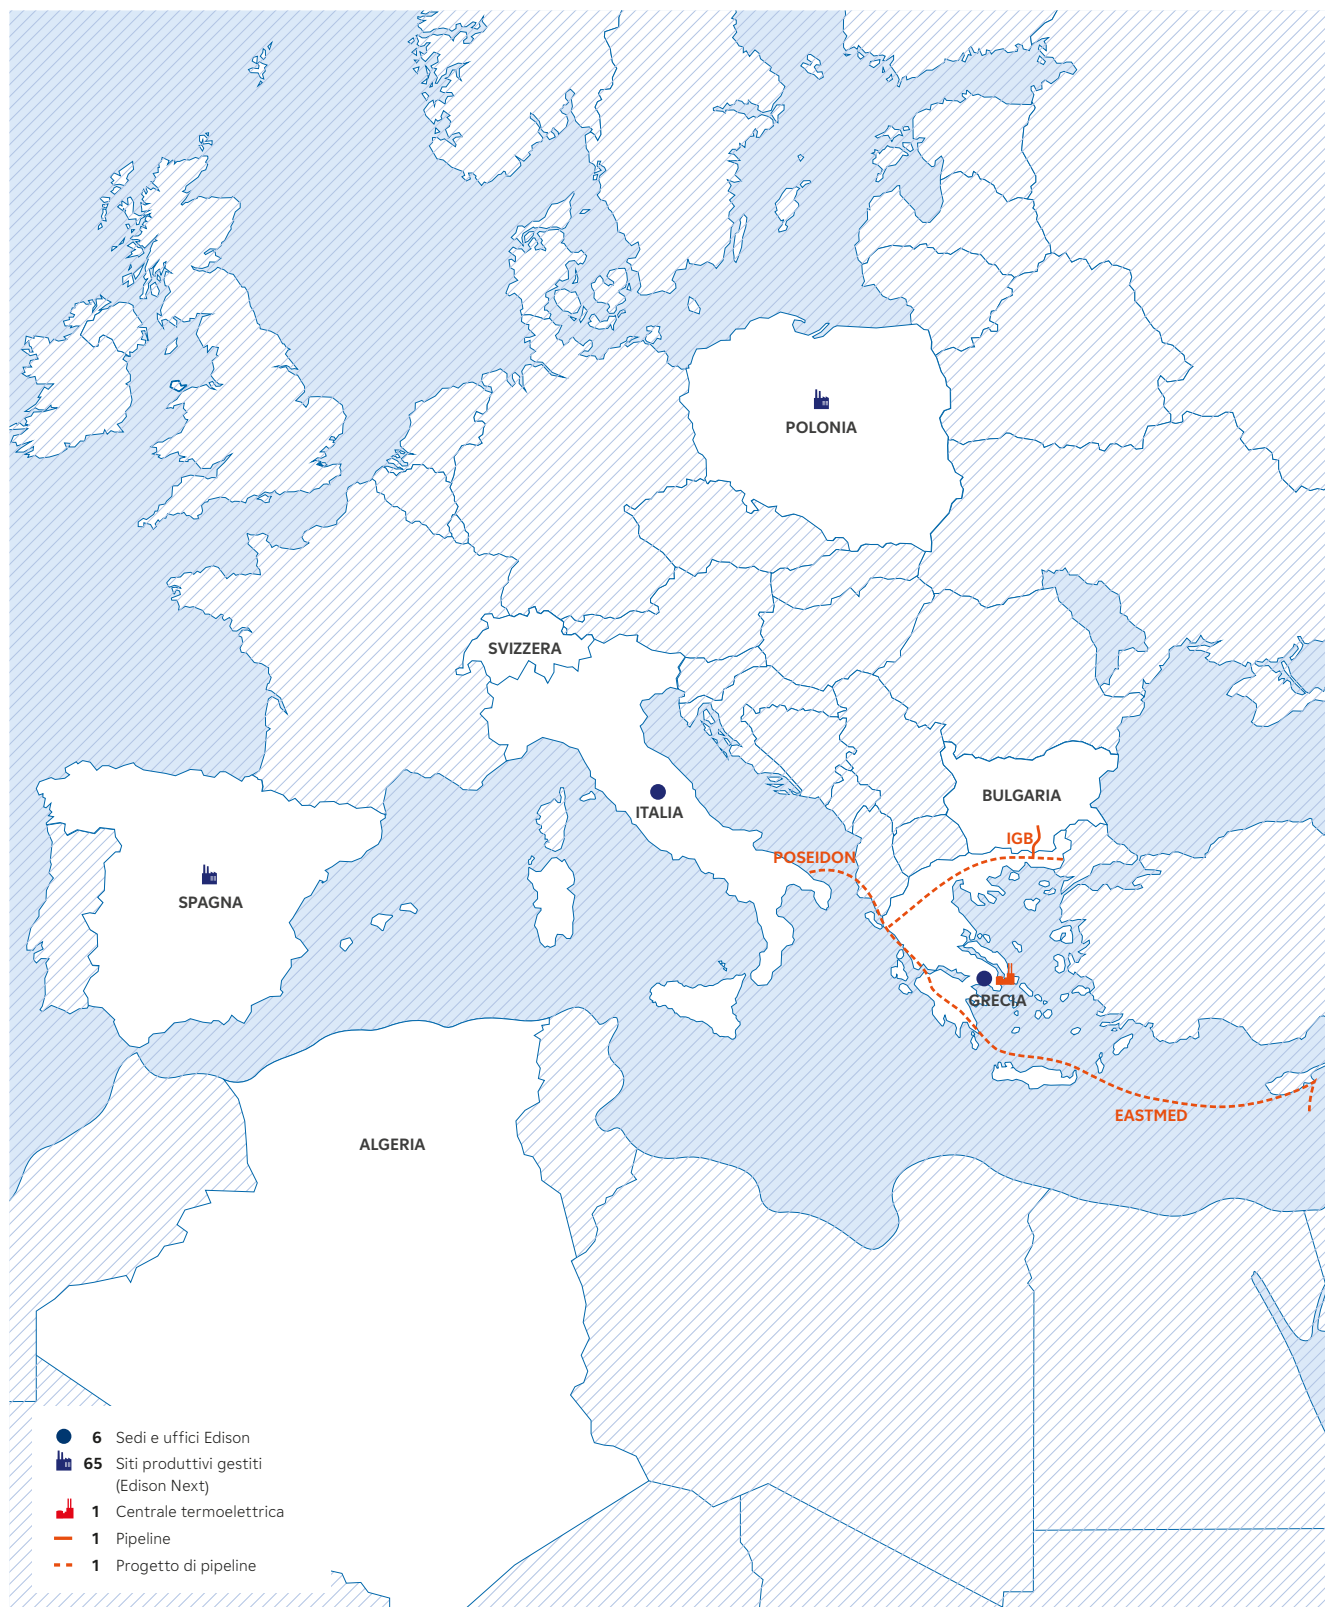 POLONIA
SVIZZERA
BULGARIA
ITALIA
IGB
POSEIDON
SPAGNA
GRECIA
EASTMED
ALGERIA
6 Sedi e uffici Edison
65 Siti produttivi gestiti
(Edison Next)
1 Centrale termoelettrica
1 Pipeline
1 Progetto di pipeline